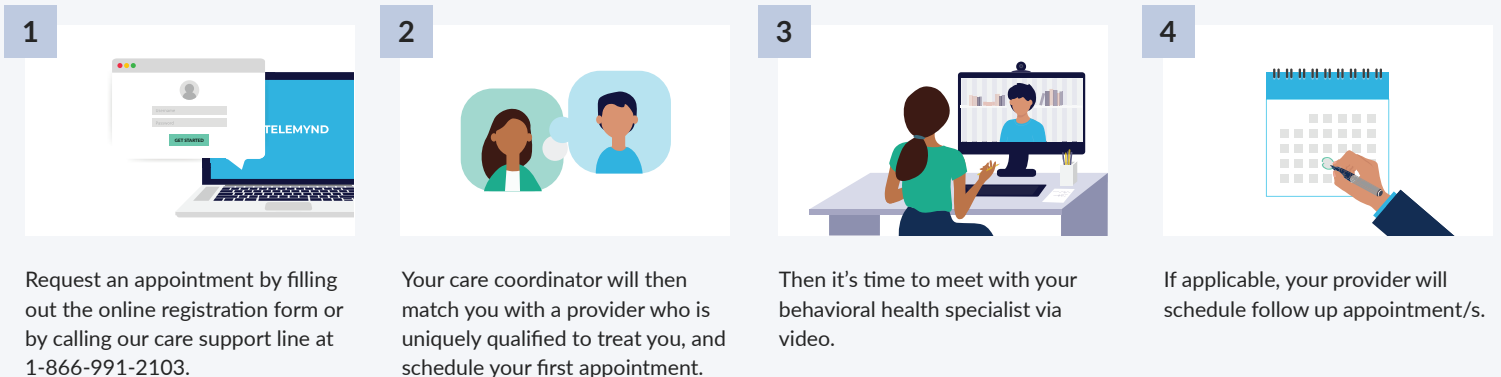 1
TELEMYND
GET STARTED
Request an appointment by filling
out the online registration form or
by calling our care support line at
1-866-991-2103.
2
Your care coordinator will then
match you with a provider who is
uniquely qualified to treat you, and
schedule your first appointment.
3
Then it’s time to meet with your
behavioral health specialist via
video.
4
If applicable, your provider will
schedule follow up appointment/s.